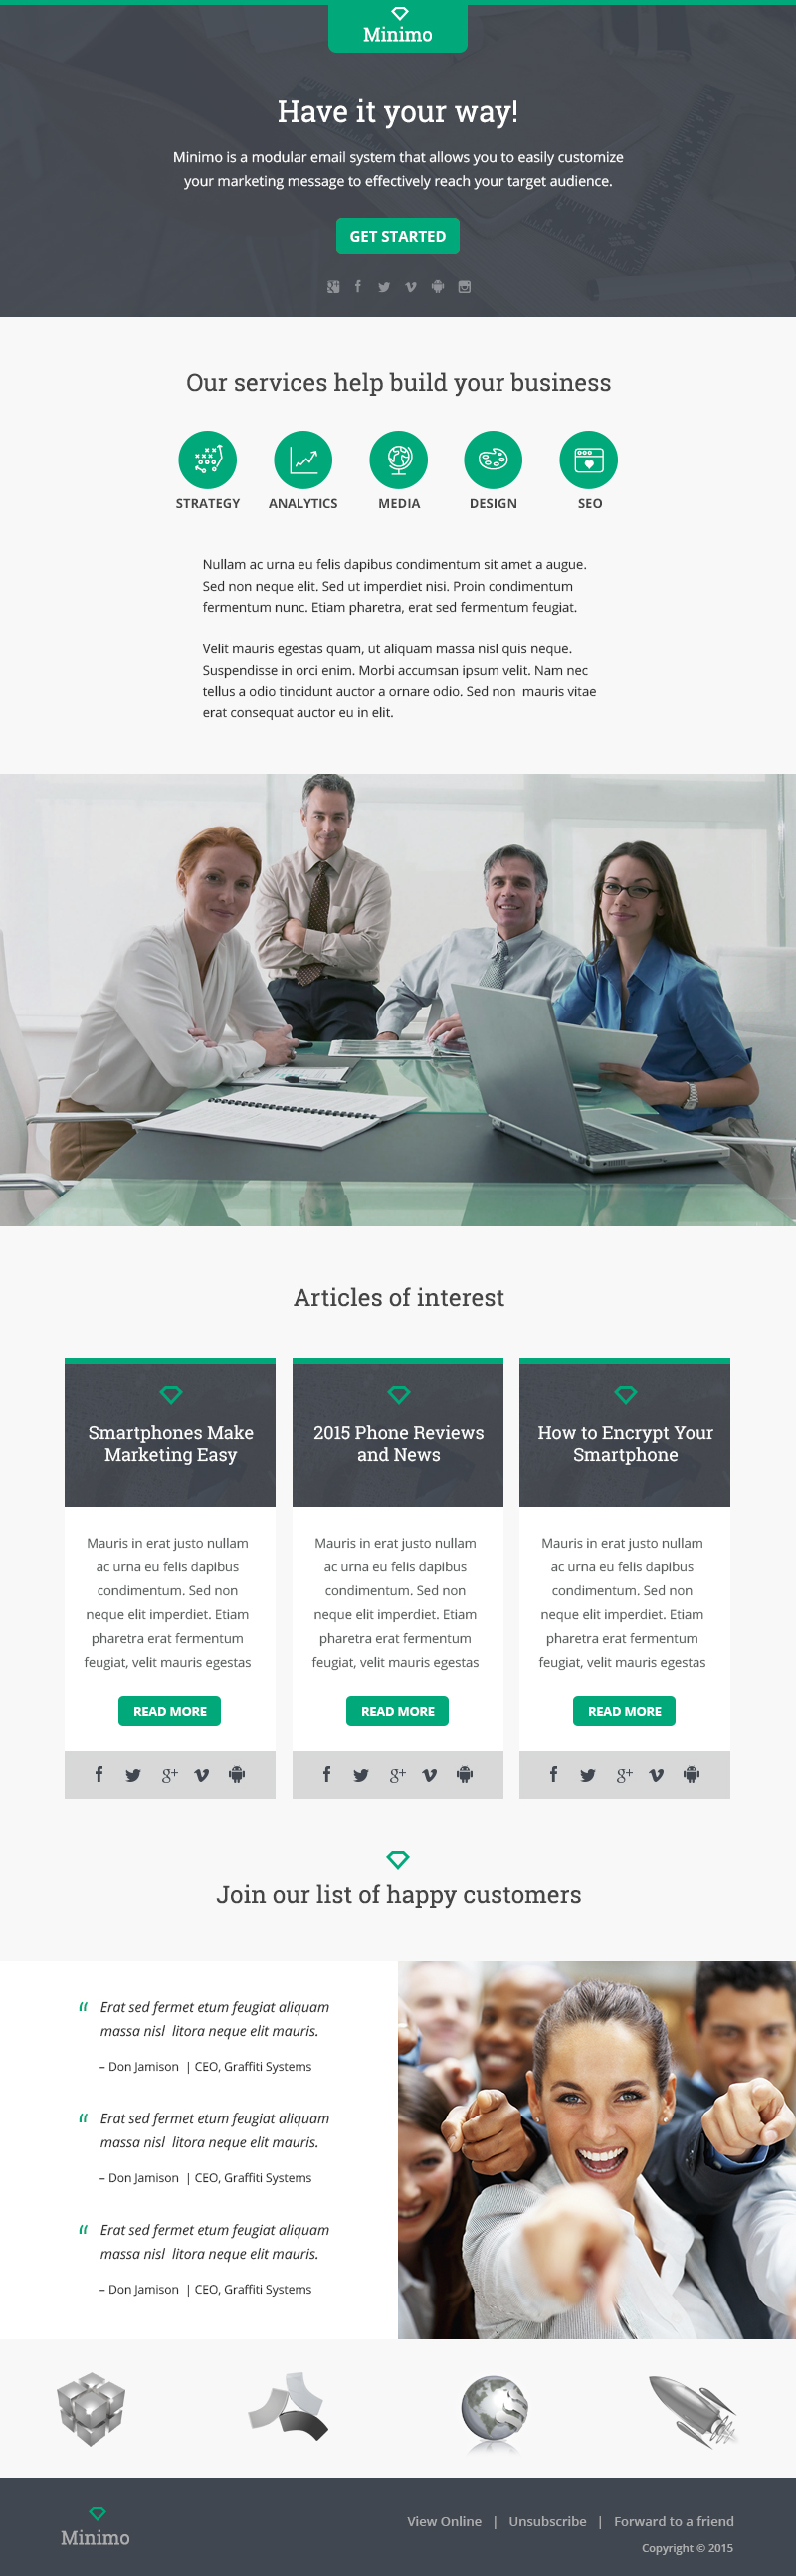 Minimo
Have it your way!
Minimo is a modular email system that allows you to easily customize
your marketing message to effectively reach your target audience.
GET STARTED
Our services help build your business
STRATEGY ANALYTICS MEDIA DESIGN SEO
Nullam ac urna eu felis dapibus condimentum sit amet a augue.
Sed non neque elit. Sed ut imperdiet nisi. Proin condimentum
fermentum nunc. Etiam pharetra, erat sed fermentum feugiat.
Velit mauris egestas quam, ut aliquam massa nisl quis neque.
Suspendisse in orci enim. Morbi accumsan ipsum velit. Nam nec
tellus a odio tincidunt auctor a ornare odio. Sed non mauris vitae
erat consequat auctor eu in elit.
Articles of interest
Smartphones Make
Marketing Easy
Mauris in erat justo nullam
ac urna eu felis dapibus
condimentum. Sed non
neque elit imperdiet. Etiam
pharetra erat fermentum
feugiat, velit mauris egestas
READ MORE
2015 Phone Reviews
and News
Mauris in erat justo nullam
ac urna eu felis dapibus
condimentum. Sed non
neque elit imperdiet. Etiam
pharetra erat fermentum
feugiat, velit mauris egestas
READ MORE
How to Encrypt Your
Smartphone
Mauris in erat justo nullam
ac urna eu felis dapibus
condimentum. Sed non
neque elit imperdiet. Etiam
pharetra erat fermentum
feugiat, velit mauris egestas
READ MORE
Join our list of happy customers
“ Erat sed fermet etum feugiat aliquam
massa nisl litora neque elit mauris.
– Don Jamison | CEO, Graffiti Systems
“ Erat sed fermet etum feugiat aliquam
massa nisl litora neque elit mauris.
– Don Jamison | CEO, Graffiti Systems
“ Erat sed fermet etum feugiat aliquam
massa nisl litora neque elit mauris.
– Don Jamison | CEO, Graffiti Systems
Minimo
View Online | Unsubscribe | Forward to a friend
Copyright © 2015